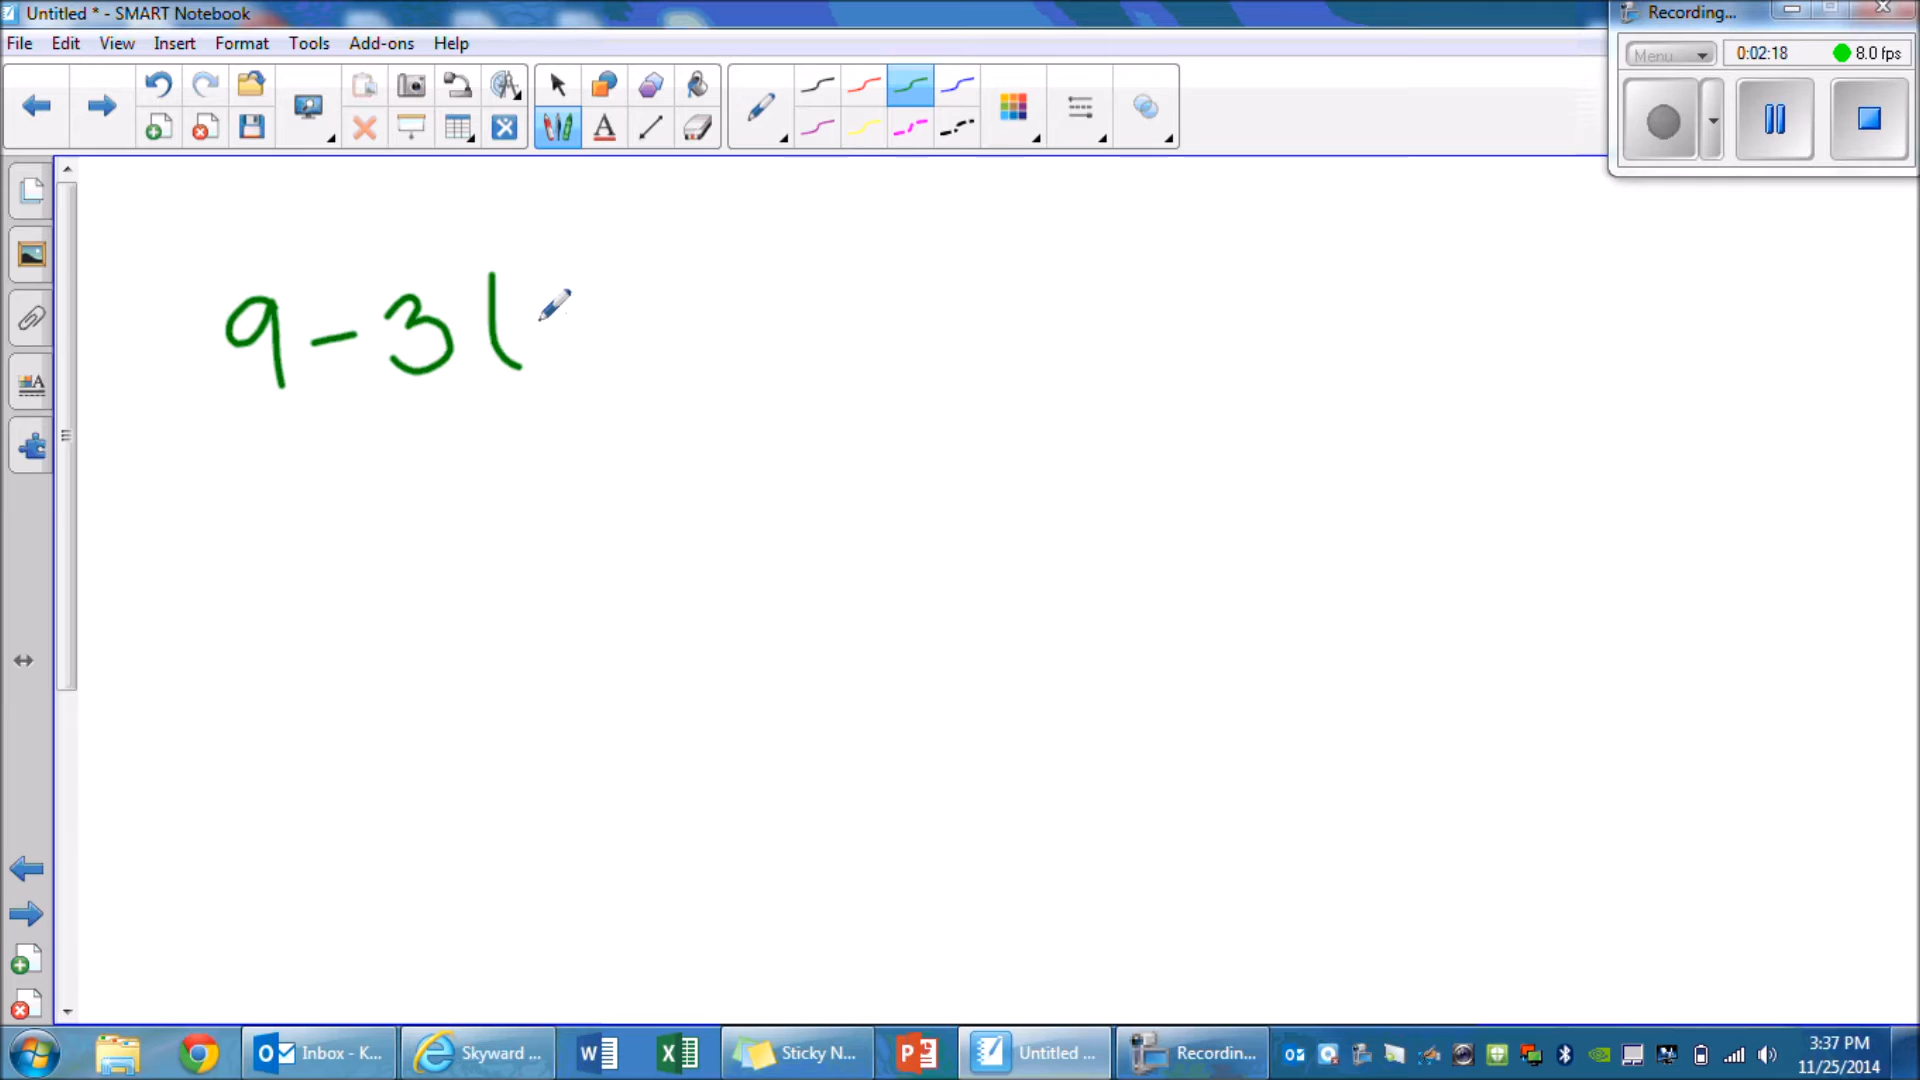 Untitled * - SMART Notebook
Recording...
File Edit View Insert Format Tools Add-ons Help
Menu 0:02:18 8.0 fps
9 - 3 (
Inbox - K...
Skyward ...
Sticky N...
Untitled ...
Recordin...
3:37 PM
11/25/2014